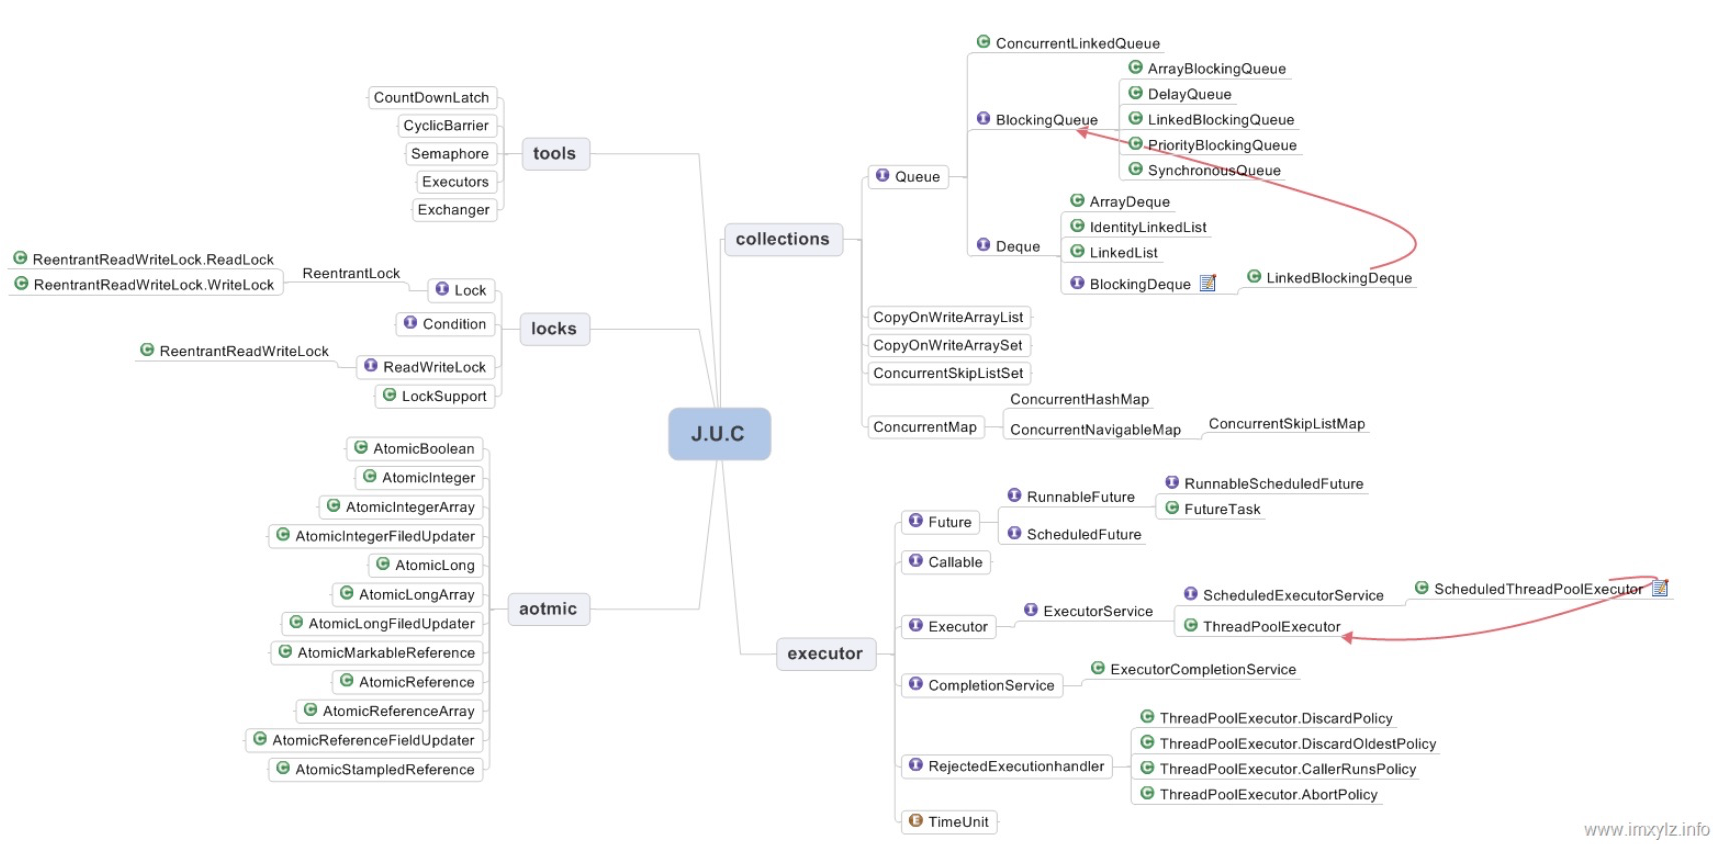 J.U.C
tools
CountDownLatch
CyclicBarrier
Semaphore
Executors
Exchanger
locks
Lock
ReentrantLock
ReentrantReadWriteLock.ReadLock
ReentrantReadWriteLock.WriteLock
Condition
ReadWriteLock
ReentrantReadWriteLock
LockSupport
aotmic
AtomicBoolean
AtomicInteger
AtomicIntegerArray
AtomicIntegerFiledUpdater
AtomicLong
AtomicLongArray
AtomicLongFiledUpdater
AtomicMarkableReference
AtomicReference
AtomicReferenceArray
AtomicReferenceFieldUpdater
AtomicStampledReference
collections
Queue
ConcurrentLinkedQueue
BlockingQueue
ArrayBlockingQueue
DelayQueue
LinkedBlockingQueue
PriorityBlockingQueue
SynchronousQueue
Deque
ArrayDeque
IdentityLinkedList
LinkedList
BlockingDeque
LinkedBlockingDeque
CopyOnWriteArrayList
CopyOnWriteArraySet
ConcurrentSkipListSet
ConcurrentMap
ConcurrentHashMap
ConcurrentNavigableMap
ConcurrentSkipListMap
executor
Future
RunnableFuture
RunnableScheduledFuture
FutureTask
ScheduledFuture
Callable
Executor
ExecutorService
ScheduledExecutorService
ScheduledThreadPoolExecutor
ThreadPoolExecutor
CompletionService
ExecutorCompletionService
RejectedExecutionhandler
ThreadPoolExecutor.DiscardPolicy
ThreadPoolExecutor.DiscardOldestPolicy
ThreadPoolExecutor.CallerRunsPolicy
ThreadPoolExecutor.AbortPolicy
TimeUnit
www.imxylz.info